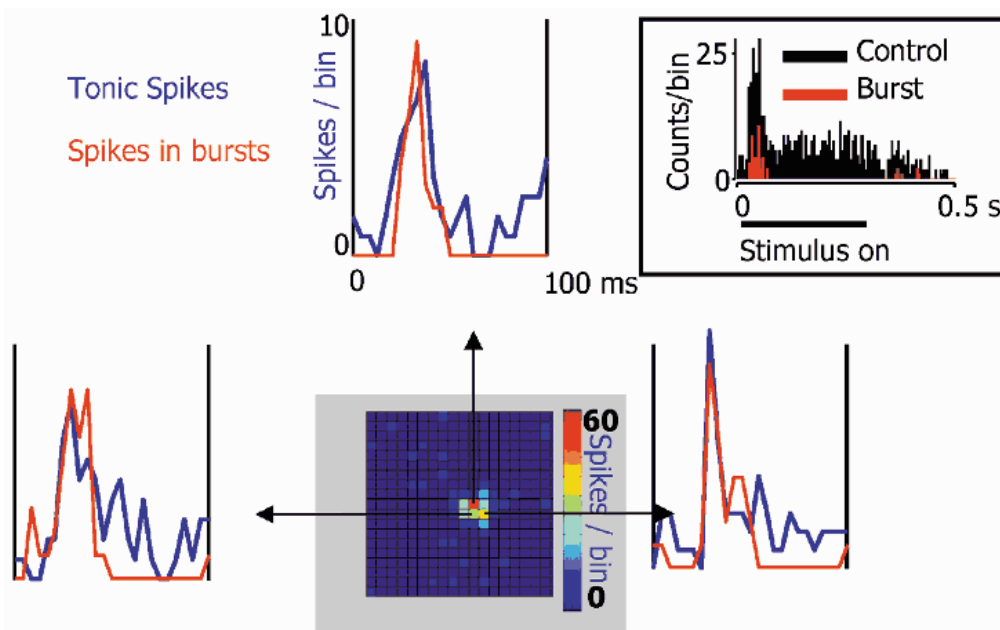 Tonic Spikes
Spikes in bursts
10
Spikes / bin
0
0
100 ms
25
Counts/bin
0
Control
Burst
0
0.5 s
Stimulus on
60
Spikes / bin
0